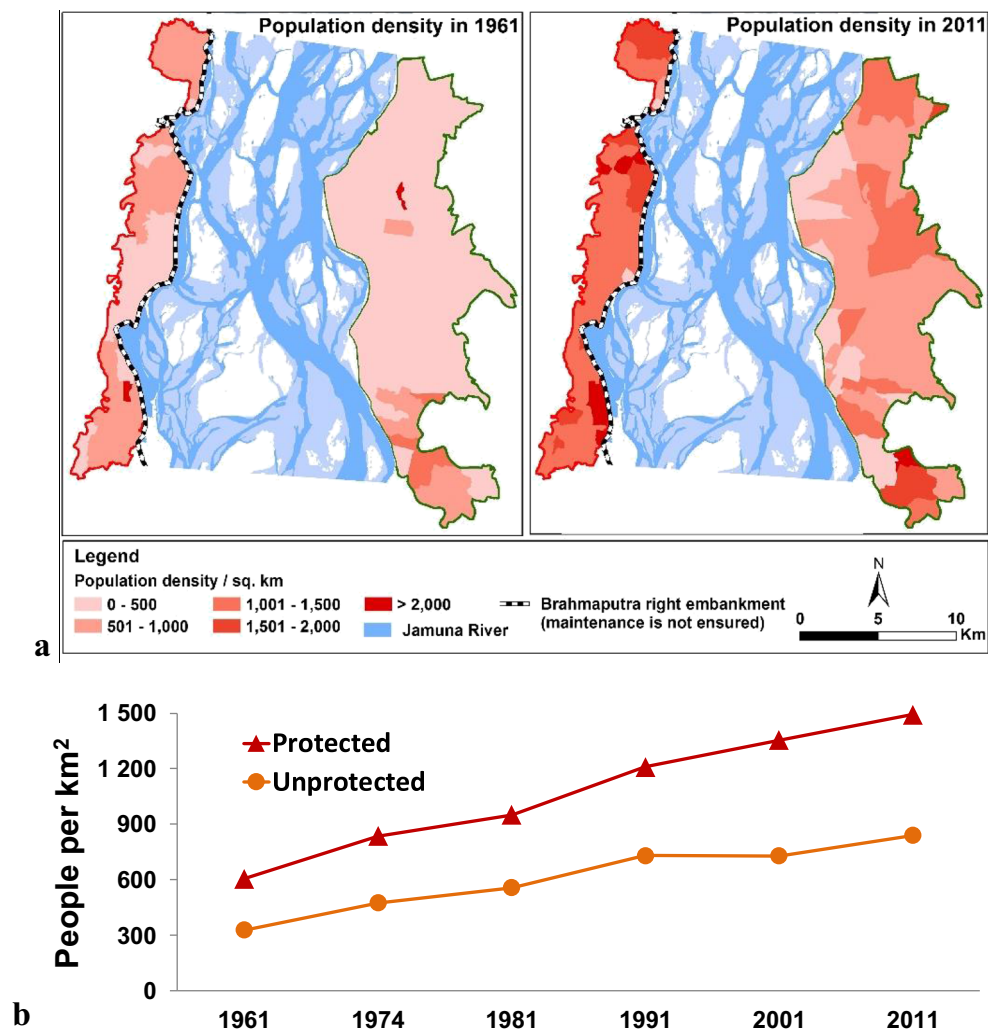 Population density in 1961
Population density in 2011
Legend
Population density / sq. km
0 - 500
1,001 - 1,500
> 2,000
Brahmaputra right embankment
(maintenance is not ensured)
501 - 1,000
1,501 - 2,000
Jamuna River
N
0
5
10
Km
a
People per km²
1 500
1 200
900
600
300
0
Protected
Unprotected
1961
1974
1981
1991
2001
2011
b